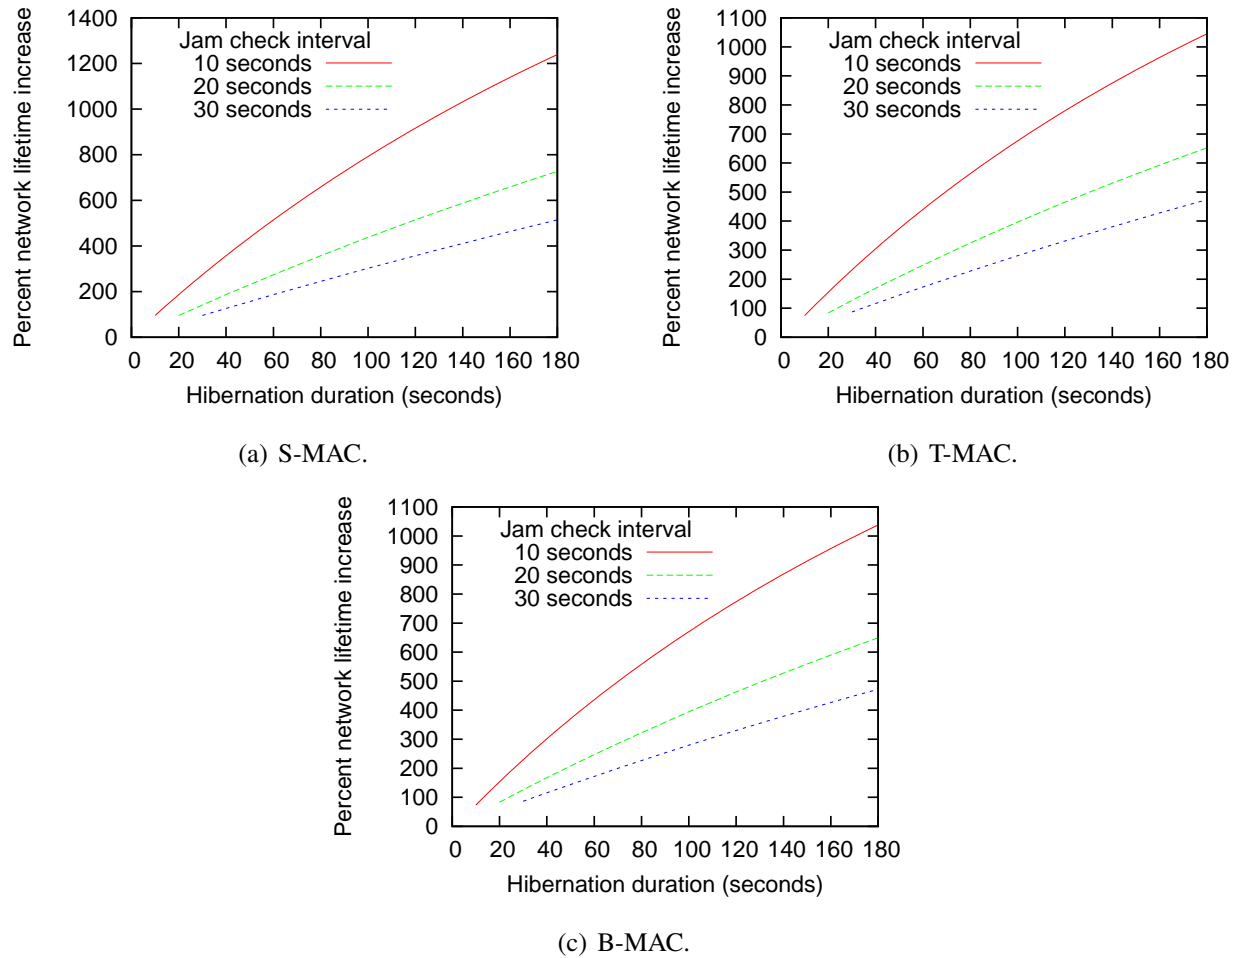 Percent network lifetime increase
1400
1200
1000
800
600
400
200
0
Jam check interval
10 seconds
20 seconds
30 seconds
0 20 40 60 80 100 120 140 160 180
Hibernation duration (seconds)
(a) S-MAC.
Percent network lifetime increase
1100
1000
900
800
700
600
500
400
300
200
100
0
Jam check interval
10 seconds
20 seconds
30 seconds
0 20 40 60 80 100 120 140 160 180
Hibernation duration (seconds)
(b) T-MAC.
Percent network lifetime increase
1100
1000
900
800
700
600
500
400
300
200
100
0
Jam check interval
10 seconds
20 seconds
30 seconds
0 20 40 60 80 100 120 140 160 180
Hibernation duration (seconds)
(c) B-MAC.